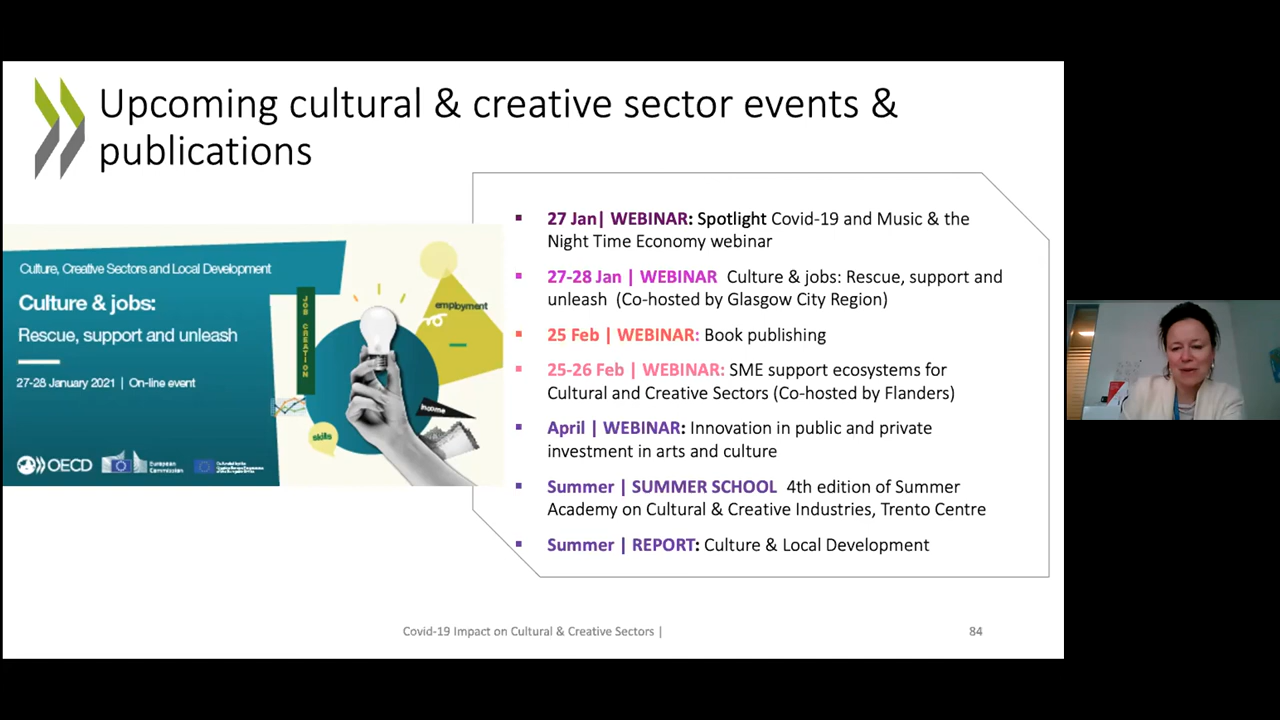 Upcoming cultural & creative sector events &
publications
Culture, Creative Sectors and Local Development
Culture & jobs:
Rescue, support and unleash
27-28 January 2021 | On-line event
OECD
European
Commission
JOB CREATION
employment
income
skills
27 Jan| WEBINAR: Spotlight Covid-19 and Music & the
Night Time Economy webinar
27-28 Jan | WEBINAR Culture & jobs: Rescue, support and
unleash (Co-hosted by Glasgow City Region)
25 Feb | WEBINAR: Book publishing
25-26 Feb | WEBINAR: SME support ecosystems for
Cultural and Creative Sectors (Co-hosted by Flanders)
April | WEBINAR: Innovation in public and private
investment in arts and culture
Summer | SUMMER SCHOOL 4th edition of Summer
Academy on Cultural & Creative Industries, Trento Centre
Summer | REPORT: Culture & Local Development
Covid-19 Impact on Cultural & Creative Sectors |
84